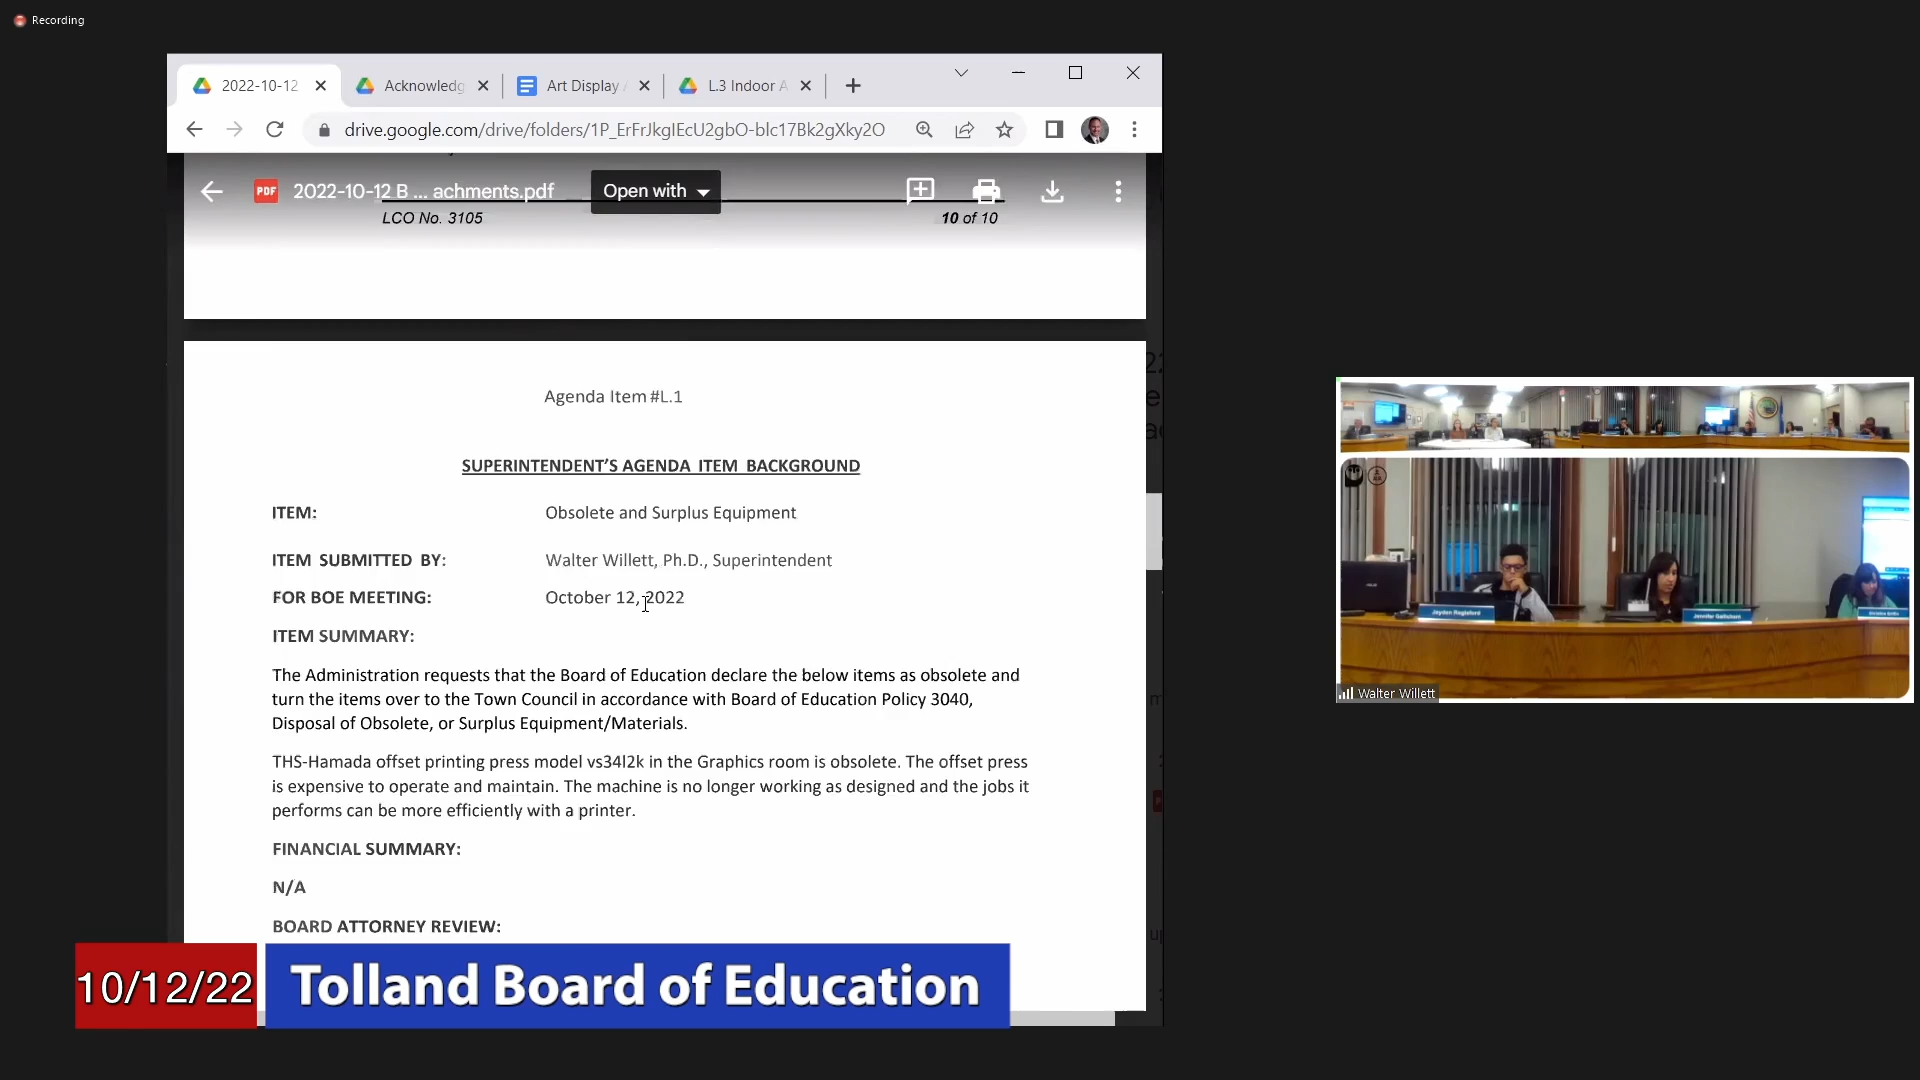 Recording
2022-10-12
Acknowledg
Art Display
L.3 Indoor A
drive.google.com/drive/folders/1P_ErFrJkgIEcU2gbO-blc17Bk2gXky2O
PDF
2022-10-12 B ... achments.pdf
Open with
LCO No. 3105
10 of 10
Agenda Item #L.1
SUPERINTENDENT'S AGENDA ITEM BACKGROUND
ITEM: Obsolete and Surplus Equipment
ITEM SUBMITTED BY: Walter Willett, Ph.D., Superintendent
FOR BOE MEETING: October 12, 2022
ITEM SUMMARY:
The Administration requests that the Board of Education declare the below items as obsolete and
turn the items over to the Town Council in accordance with Board of Education Policy 3040,
Disposal of Obsolete, or Surplus Equipment/Materials.
THS-Hamada offset printing press model vs34l2k in the Graphics room is obsolete. The offset press
is expensive to operate and maintain. The machine is no longer working as designed and the jobs it
performs can be more efficiently with a printer.
FINANCIAL SUMMARY:
N/A
BOARD ATTORNEY REVIEW:
10/12/22
Tolland Board of Education
Jayden Regisford
Jennifer Gallichant
Walter Willett